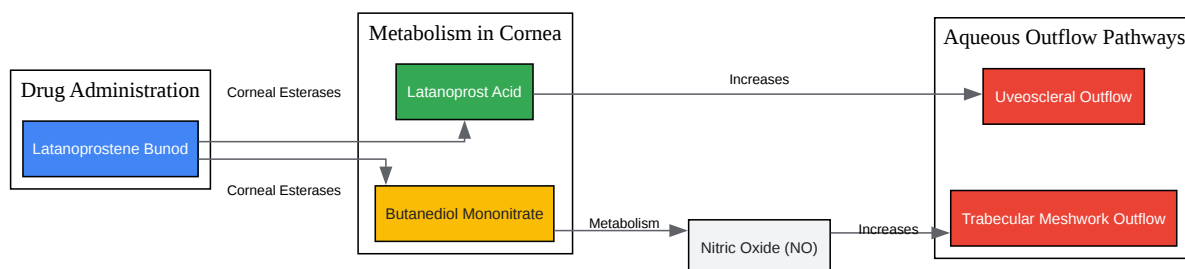 Drug Administration
Latanoprostene Bunod
Corneal Esterases
Corneal Esterases
Metabolism in Cornea
Latanoprost Acid
Butanediol Mononitrate
Increases
Metabolism
Nitric Oxide (NO)
Increases
Aqueous Outflow Pathways
Uveoscleral Outflow
Trabecular Meshwork Outflow